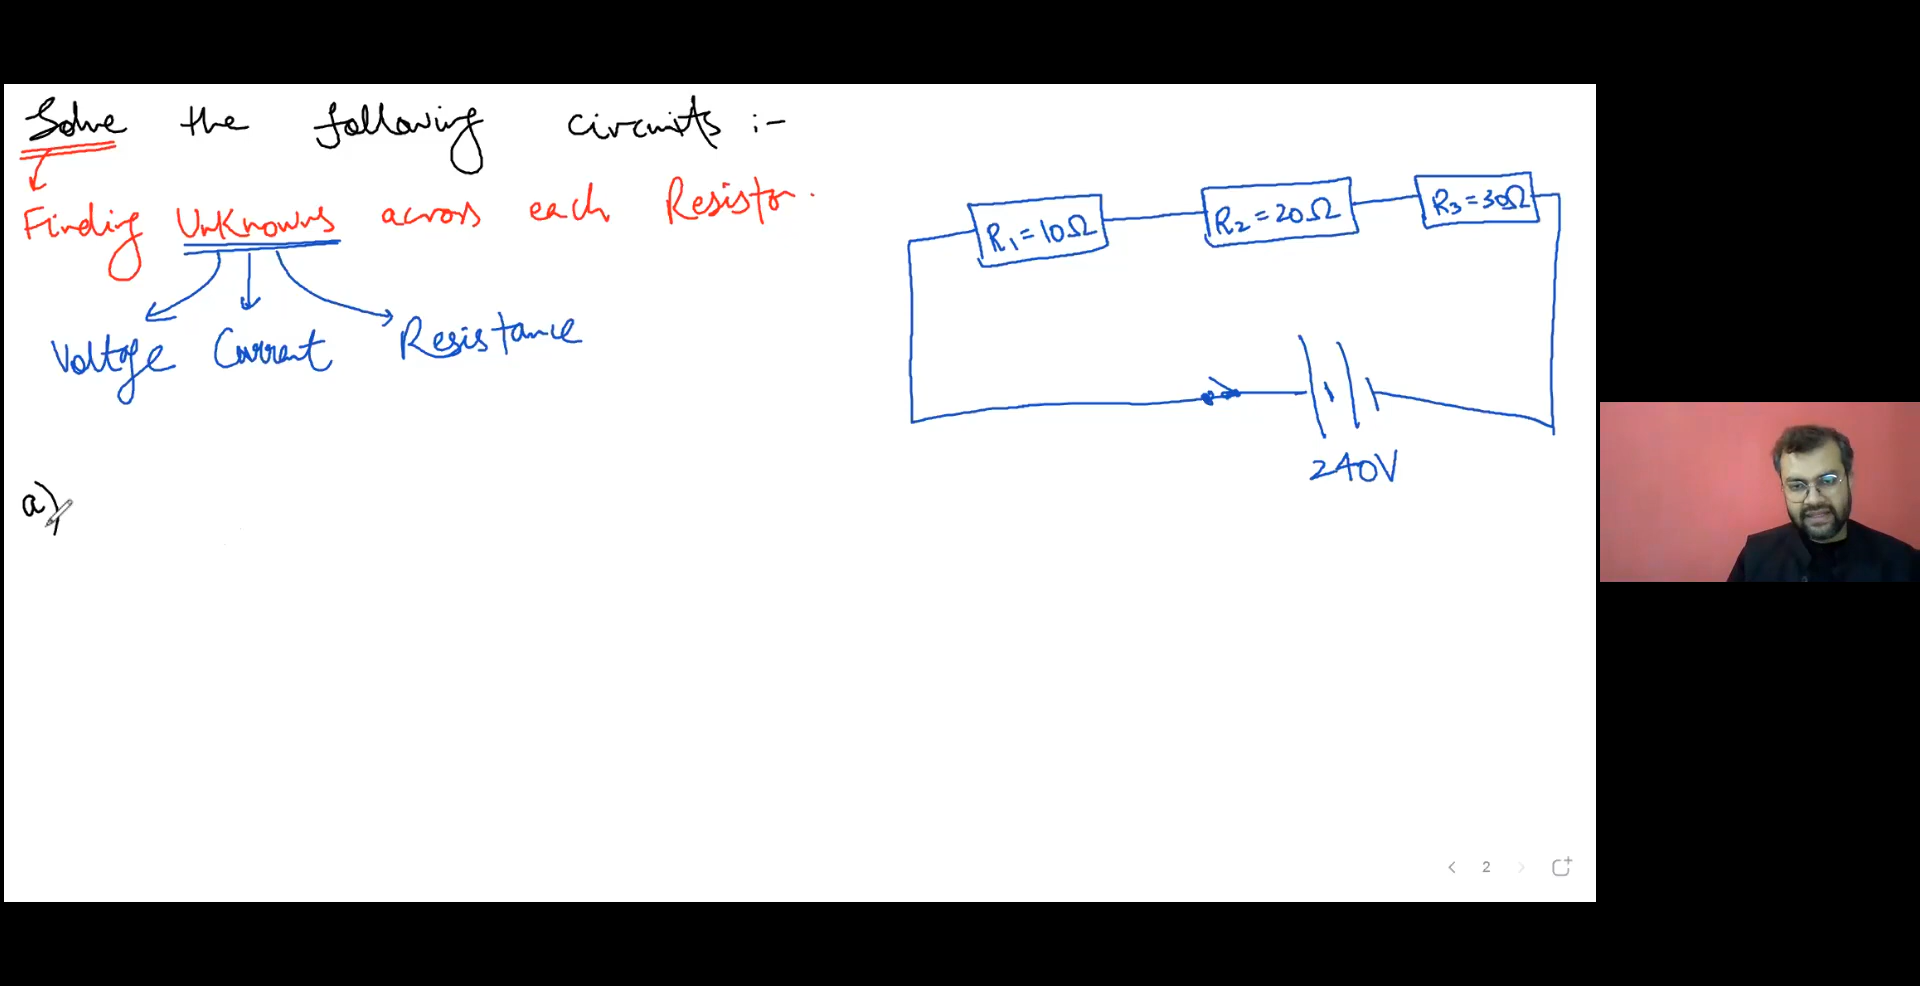 Solve the following circuits :-
Finding Unknowns across each Resistor.
Voltage Current Resistance
R₁=10Ω R₂=20Ω R₃=30Ω
240V
a)
2